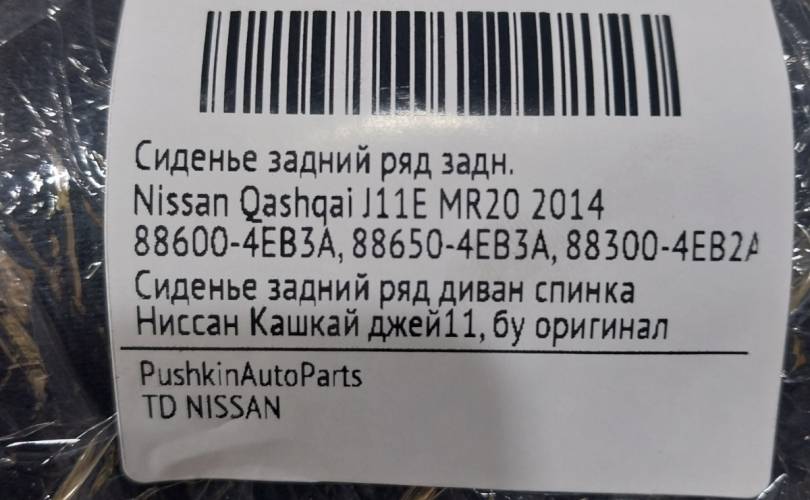 Сиденье задний ряд задн.
Nissan Qashqai J11E MR20 2014
88600-4EB3A, 88650-4EB3A, 88300-4EB2A
Сиденье задний ряд диван спинка
Ниссан Кашкай джей11, бу оригинал
PushkinAutoParts
TD NISSAN